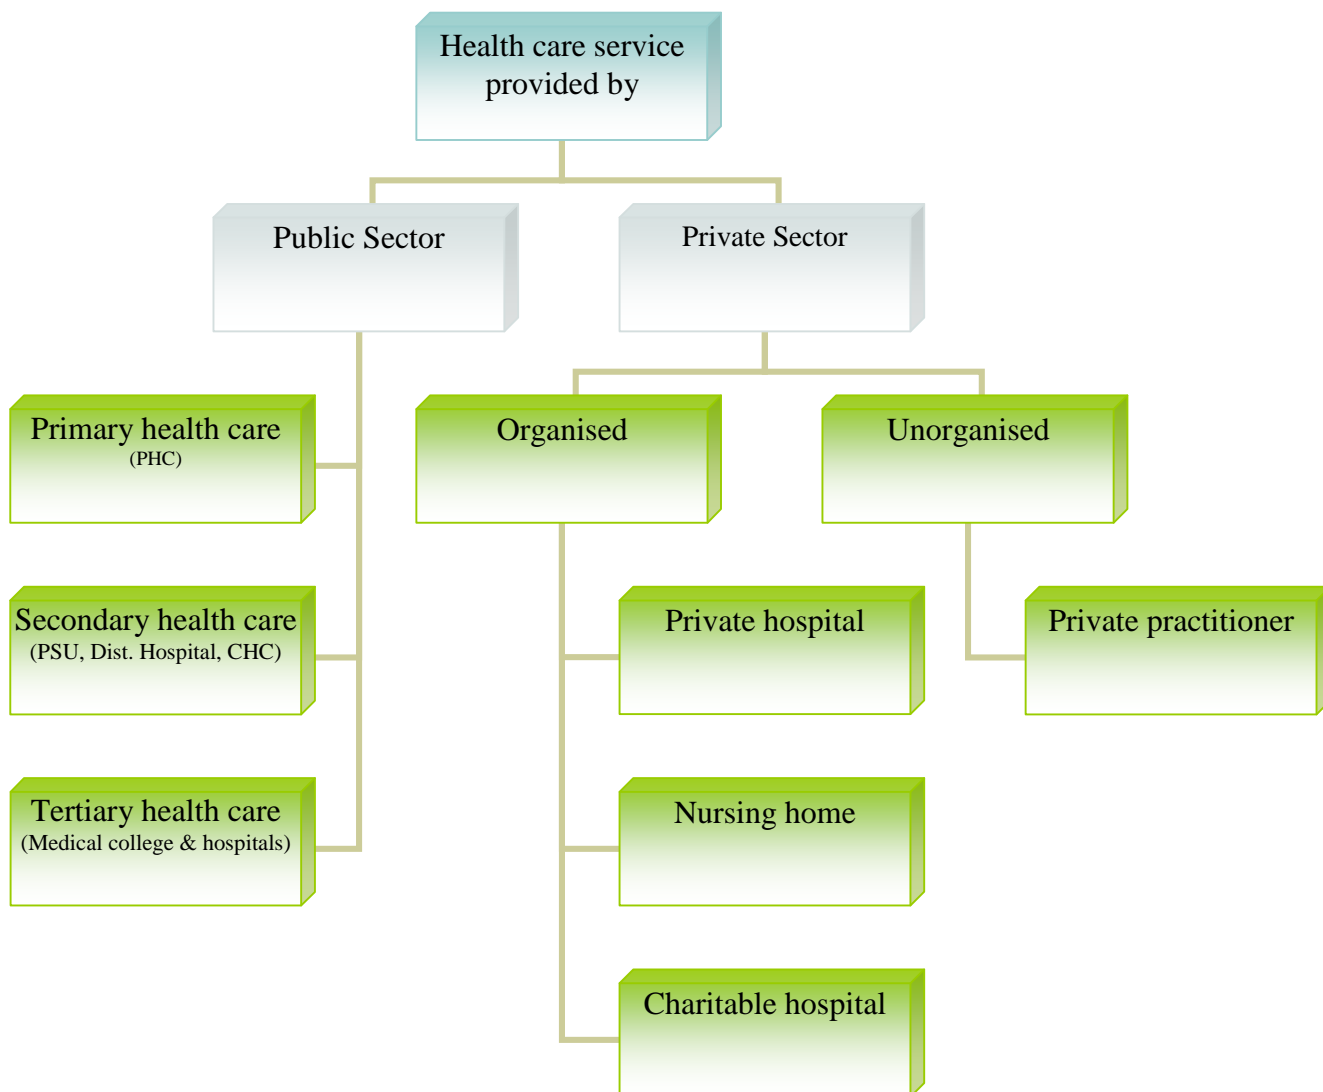 Health care service
provided by
Public Sector
Private Sector
Primary health care
(PHC)
Organised
Unorganised
Secondary health care
(PSU, Dist. Hospital, CHC)
Private hospital
Private practitioner
Tertiary health care
(Medical college & hospitals)
Nursing home
Charitable hospital